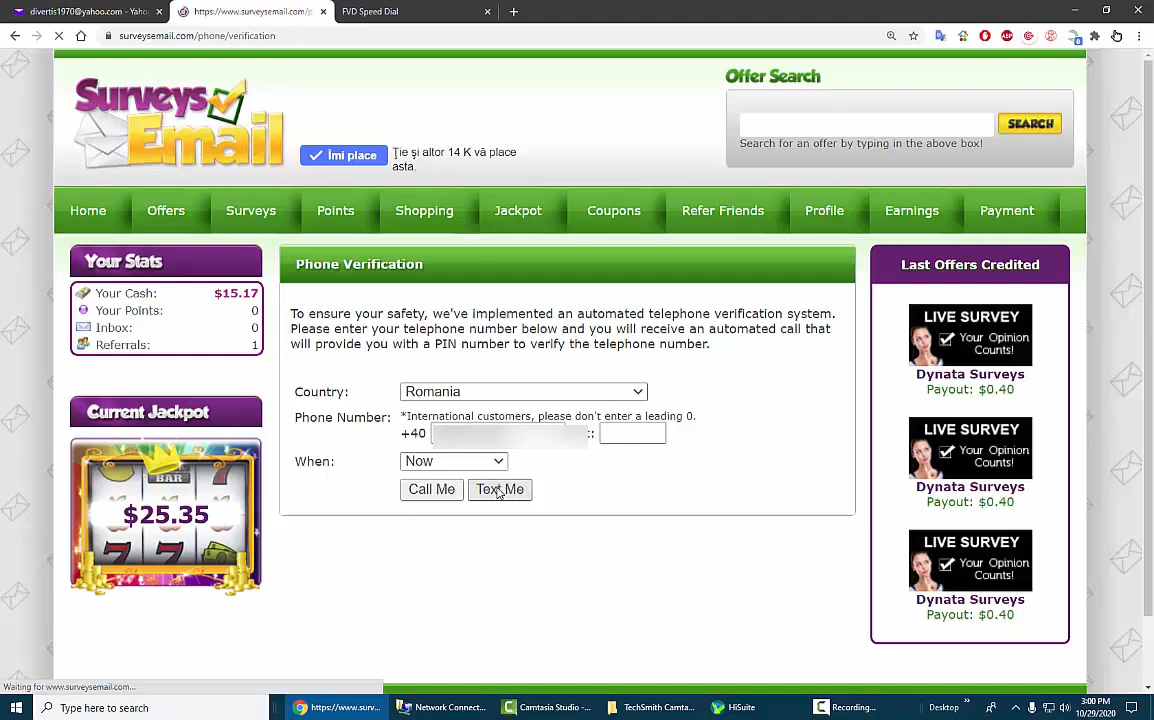 divertis1970@yahoo.com - Yahoo
https://www.surveysemail.com/p
FVD Speed Dial
surveysemail.com/phone/verification
Surveys
Email
Îmi place
Ţie şi altor 14 K vă place
asta.
Offer Search
SEARCH
Search for an offer by typing in the above box!
Home
Offers
Surveys
Points
Shopping
Jackpot
Coupons
Refer Friends
Profile
Earnings
Payment
Your Stats
Your Cash: $15.17
Your Points: 0
Inbox: 0
Referrals: 1
Current Jackpot
BAR
$25.35
7 7
Phone Verification
To ensure your safety, we've implemented an automated telephone verification system.
Please enter your telephone number below and you will receive an automated call that
will provide you with a PIN number to verify the telephone number.
Country: Romania
Phone Number: *International customers, please don't enter a leading 0.
+40 ::
When: Now
Call Me
Text Me
Last Offers Credited
LIVE SURVEY
Your Opinion
Counts!
Dynata Surveys
Payout: $0.40
LIVE SURVEY
Your Opinion
Counts!
Dynata Surveys
Payout: $0.40
LIVE SURVEY
Your Opinion
Counts!
Dynata Surveys
Payout: $0.40
Waiting for www.surveysemail.com...
Type here to search
https://www.surv...
Network Connect...
Camtasia Studio - ...
TechSmith Camta...
HiSuite
Recording...
Desktop
3:00 PM
10/29/2020